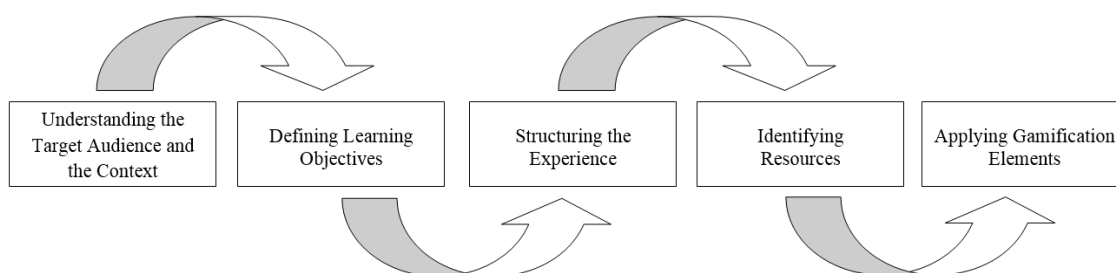 Understanding the
Target Audience and
the Context
Defining Learning
Objectives
Structuring the
Experience
Identifying
Resources
Applying Gamification
Elements